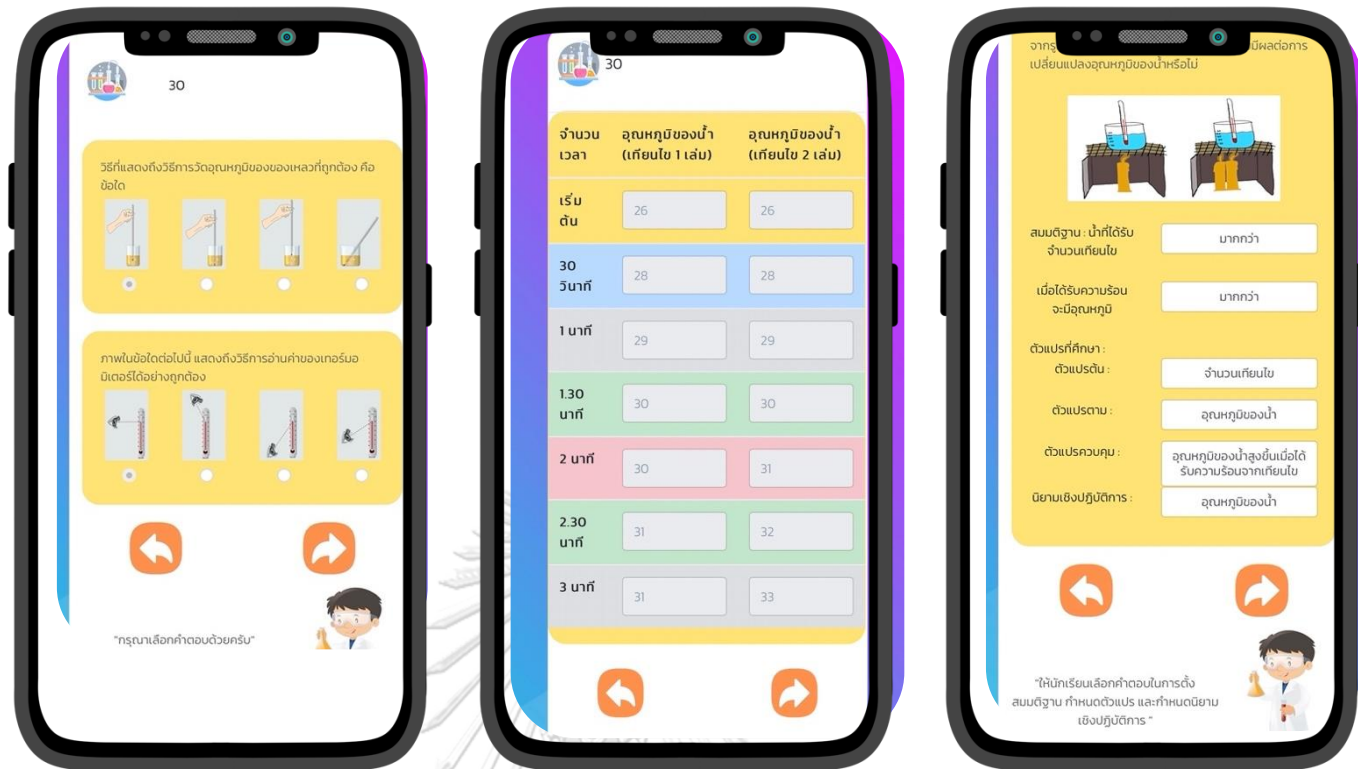 30
วิธีที่แสดงถึงวิธีการวัดอุณหภูมิของของเหลวที่ถูกต้อง คือ
ข้อใด
ภาพในข้อใดต่อไปนี้ แสดงถึงวิธีการอ่านค่าของเทอร์มอ
มิเตอร์ได้อย่างถูกต้อง
"กรุณาเลือกคำตอบด้วยครับ"
30
จำนวน อุณหภูมิของน้ำ อุณหภูมิของน้ำ
เวลา (เทียนไข 1 เล่ม) (เทียนไข 2 เล่ม)
เริ่ม
ต้น
26 26
30
วินาที
28 28
1 นาที
29 29
1.30
นาที
30 30
2 นาที
30 31
2.30
นาที
31 32
3 นาที
31 33
จากรู มีผลต่อการ
เปลี่ยนแปลงอุณหภูมิของน้ำหรือไม่
สมมติฐาน : น้ำที่ได้รับ
จำนวนเทียนไข
มากกว่า
เมื่อได้รับความร้อน
จะมีอุณหภูมิ
มากกว่า
ตัวแปรที่ศึกษา :
ตัวแปรต้น :
จำนวนเทียนไข
ตัวแปรตาม :
อุณหภูมิของน้ำ
ตัวแปรควบคุม :
อุณหภูมิของน้ำสูงขึ้นเมื่อได้
รับความร้อนจากเทียนไข
นิยามเชิงปฏิบัติการ :
อุณหภูมิของน้ำ
"ให้นักเรียนเลือกคำตอบในการตั้ง
สมมติฐาน กำหนดตัวแปร และกำหนดนิยาม
เชิงปฏิบัติการ "